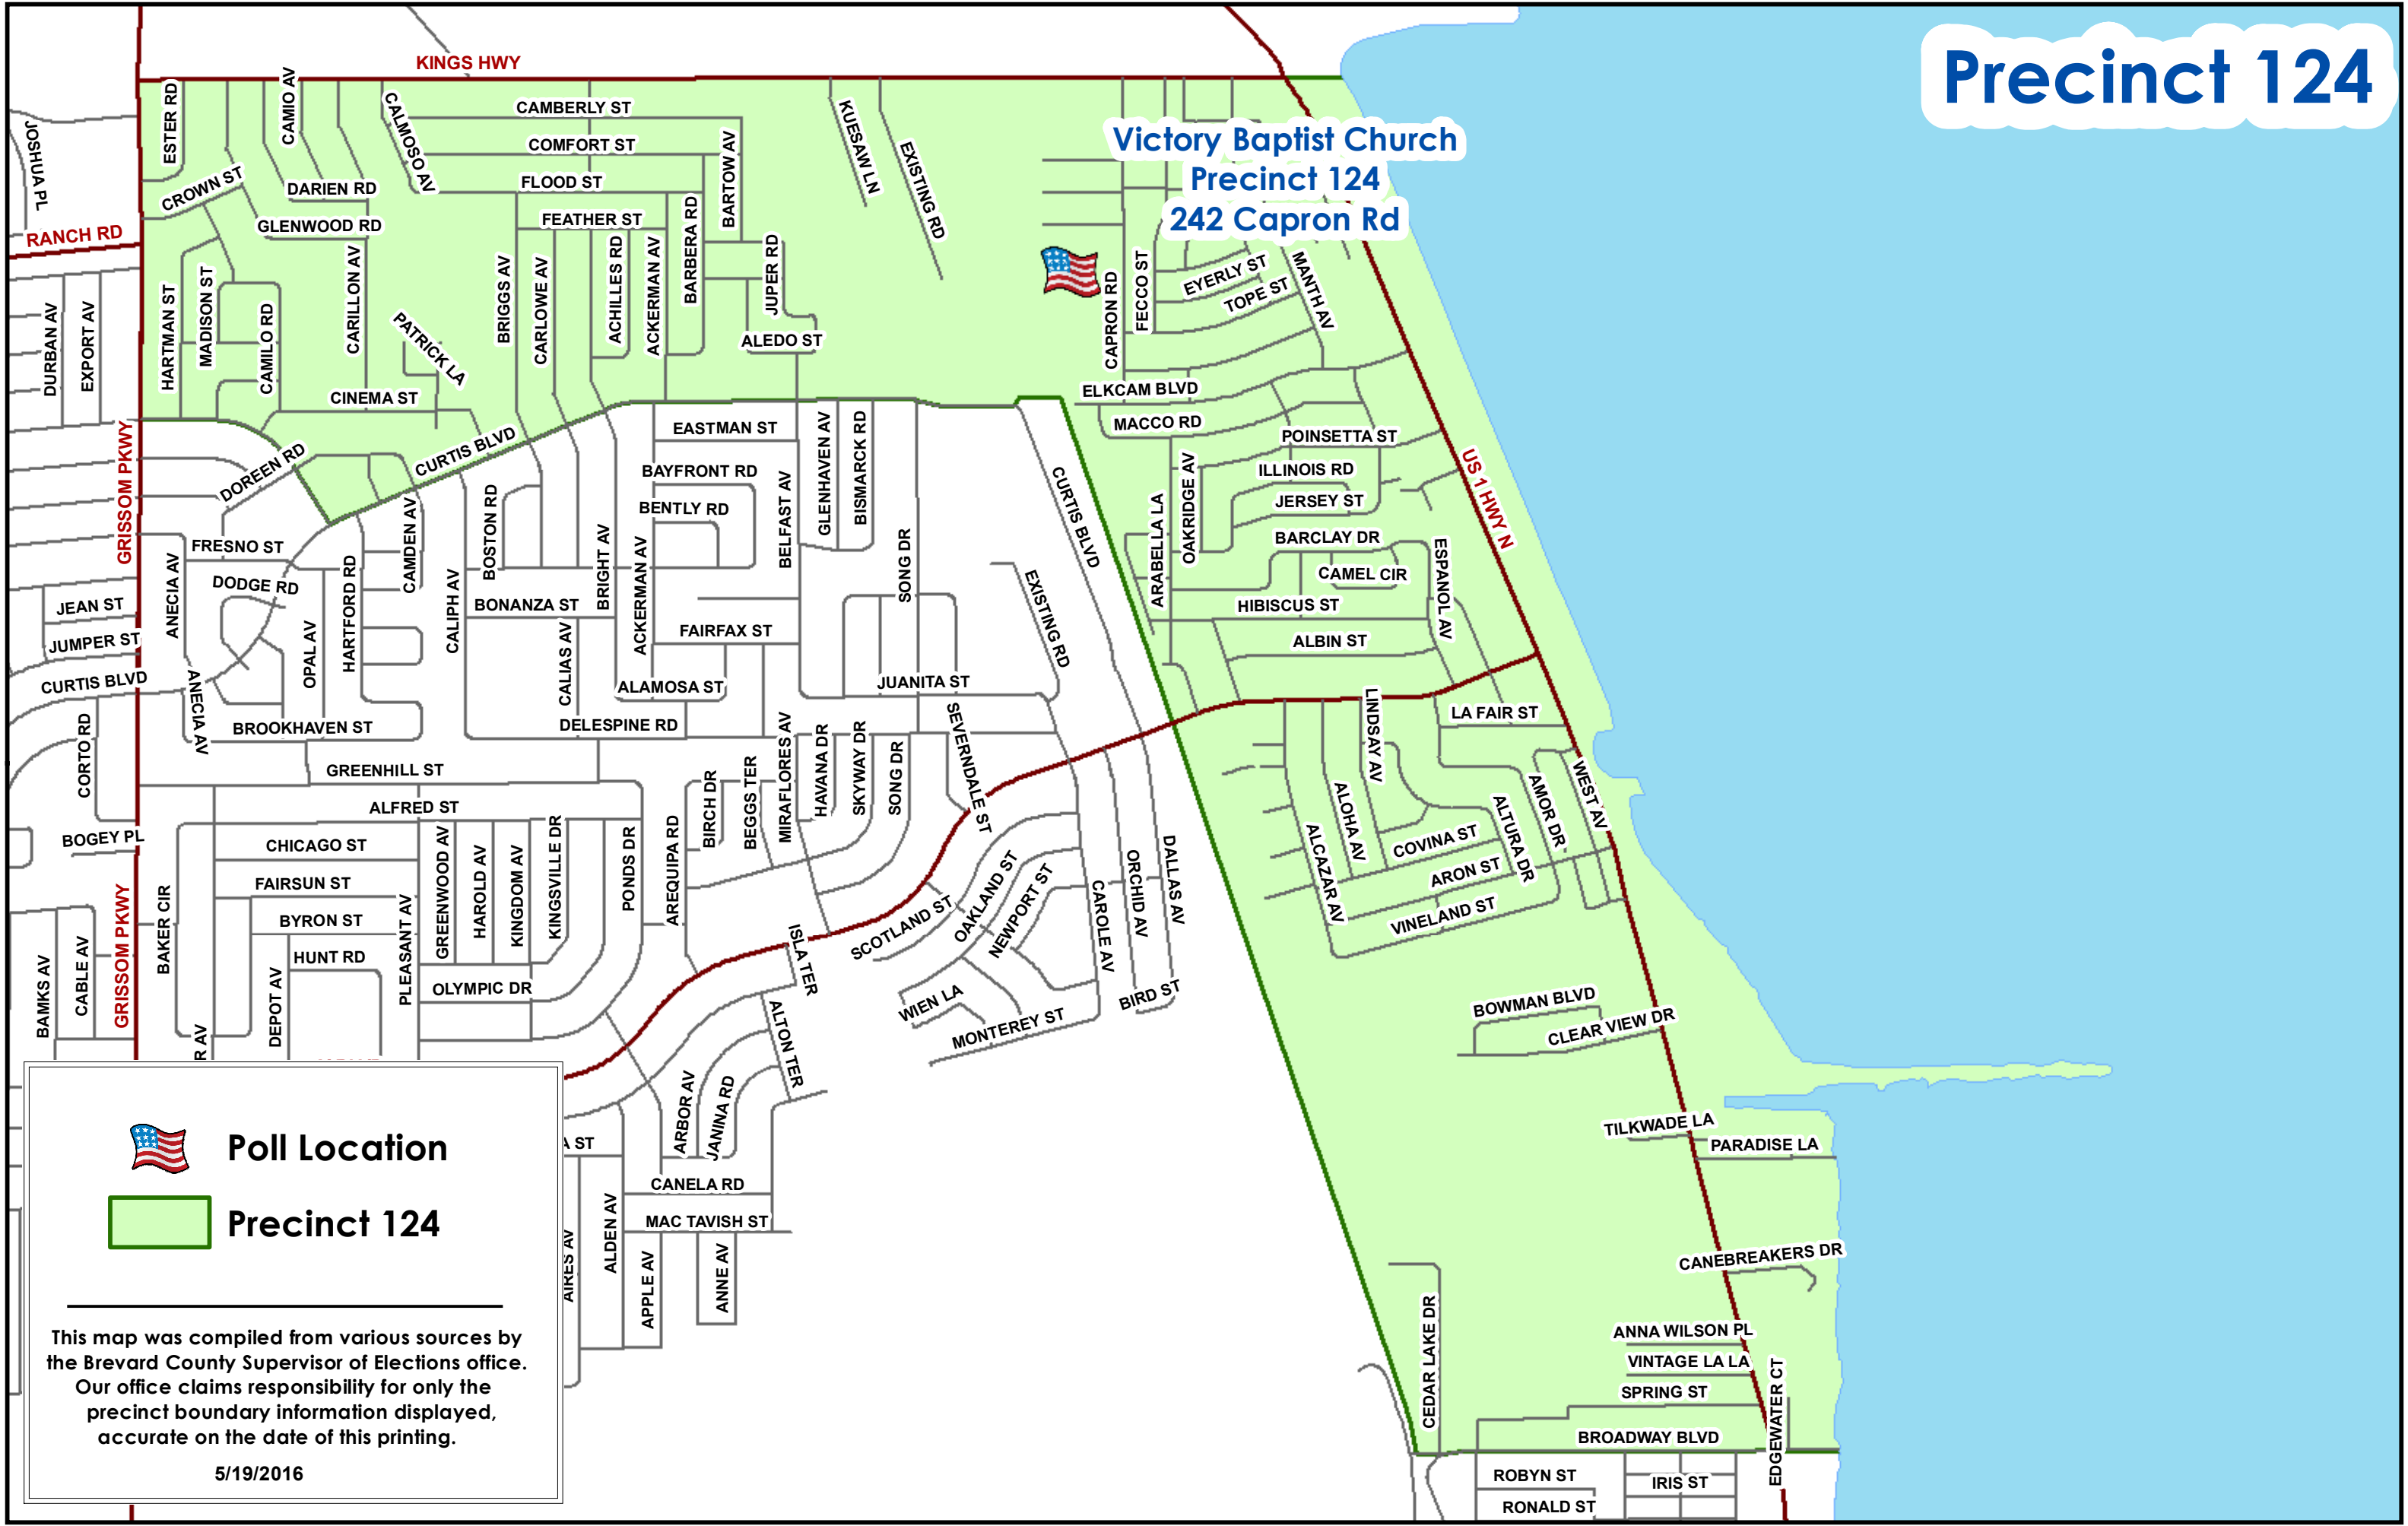 Precinct 124
KINGS HWY
Victory Baptist Church
Precinct 124
242 Capron Rd
JOSHUA PL
ESTER RD
CAMIO AV
CALMOSO AV
CAMBERLY ST
COMFORT ST
FLOOD ST
BARTOW AV
KUESAW LN
EXISTING RD
CROWN ST
DARIEN RD
GLENWOOD RD
FEATHER ST
RANCH RD
HARTMAN ST
MADISON ST
CAMILO RD
CARILLON AV
PATRICK LA
BRIGGS AV
CARLOWE AV
ACHILLES RD
ACKERMAN AV
BARBERA RD
JUPER RD
ALEDO ST
CAPRON RD
FECCO ST
EYERLY ST
TOPE ST
MANTH AV
DURBAN AV
EXPORT AV
CINEMA ST
ELKCAM BLVD
MACCO RD
POINSETTA ST
ILLINOIS RD
JERSEY ST
US 1 HWY N
GRISSOM PKWY
DOREEN RD
CURTIS BLVD
EASTMAN ST
BAYFRONT RD
BENTLY RD
BELFAST AV
GLENHAVEN AV
BISMARCK RD
CURTIS BLVD
ARABELLA LA
OAKRIDGE AV
BARCLAY DR
CAMEL CIR
HIBISCUS ST
ALBIN ST
ESPANOL AV
FRESNO ST
DODGE RD
ANECIA AV
OPAL AV
HARTFORD RD
CAMDEN AV
CALIPH AV
BOSTON RD
BRIGHT AV
ACKERMAN AV
BONANZA ST
CALIAS AV
FAIRFAX ST
SONG DR
EXISTING RD
JEAN ST
JUMPER ST
CURTIS BLVD
ANECIA AV
ALAMOSA ST
JUANITA ST
BROOKHAVEN ST
DELESPINE RD
CORTO RD
GREENHILL ST
ALFRED ST
BOGEY PL
CHICAGO ST
FAIRSUN ST
BYRON ST
HUNT RD
OLYMPIC DR
BAKER CIR
GRISSOM PKWY
BAMKS AV
CABLE AV
R AV
DEPOT AV
PLEASANT AV
GREENWOOD AV
HAROLD AV
KINGDOM AV
KINGSVILLE DR
PONDS DR
AREQUIPA RD
BIRCH DR
BEGGS TER
MIRAFLORES AV
HAVANA DR
SKYWAY DR
SONG DR
SEVERNDALE ST
SCOTLAND ST
OAKLAND ST
NEWPORT ST
CAROLE AV
ORCHID AV
DALLAS AV
BIRD ST
WIEN LA
MONTEREY ST
ISLA TER
ALTON TER
LINDSAY AV
LA FAIR ST
ALOHA AV
ALCAZAR AV
COVINA ST
ARON ST
VINELAND ST
ALTURA DR
AMOR DR
WEST AV
BOWMAN BLVD
CLEAR VIEW DR
TILKWADE LA
PARADISE LA
CANEBREAKERS DR
ANNA WILSON PL
VINTAGE LA LA
SPRING ST
BROADWAY BLVD
EDGEWATER CT
CEDAR LAKE DR
ROBYN ST
IRIS ST
RONALD ST
ARBOR AV
JANINA RD
A ST
CANELA RD
MAC TAVISH ST
AIRES AV
ALDEN AV
APPLE AV
ANNE AV
Poll Location
Precinct 124
This map was compiled from various sources by
the Brevard County Supervisor of Elections office.
Our office claims responsibility for only the
precinct boundary information displayed,
accurate on the date of this printing.
5/19/2016